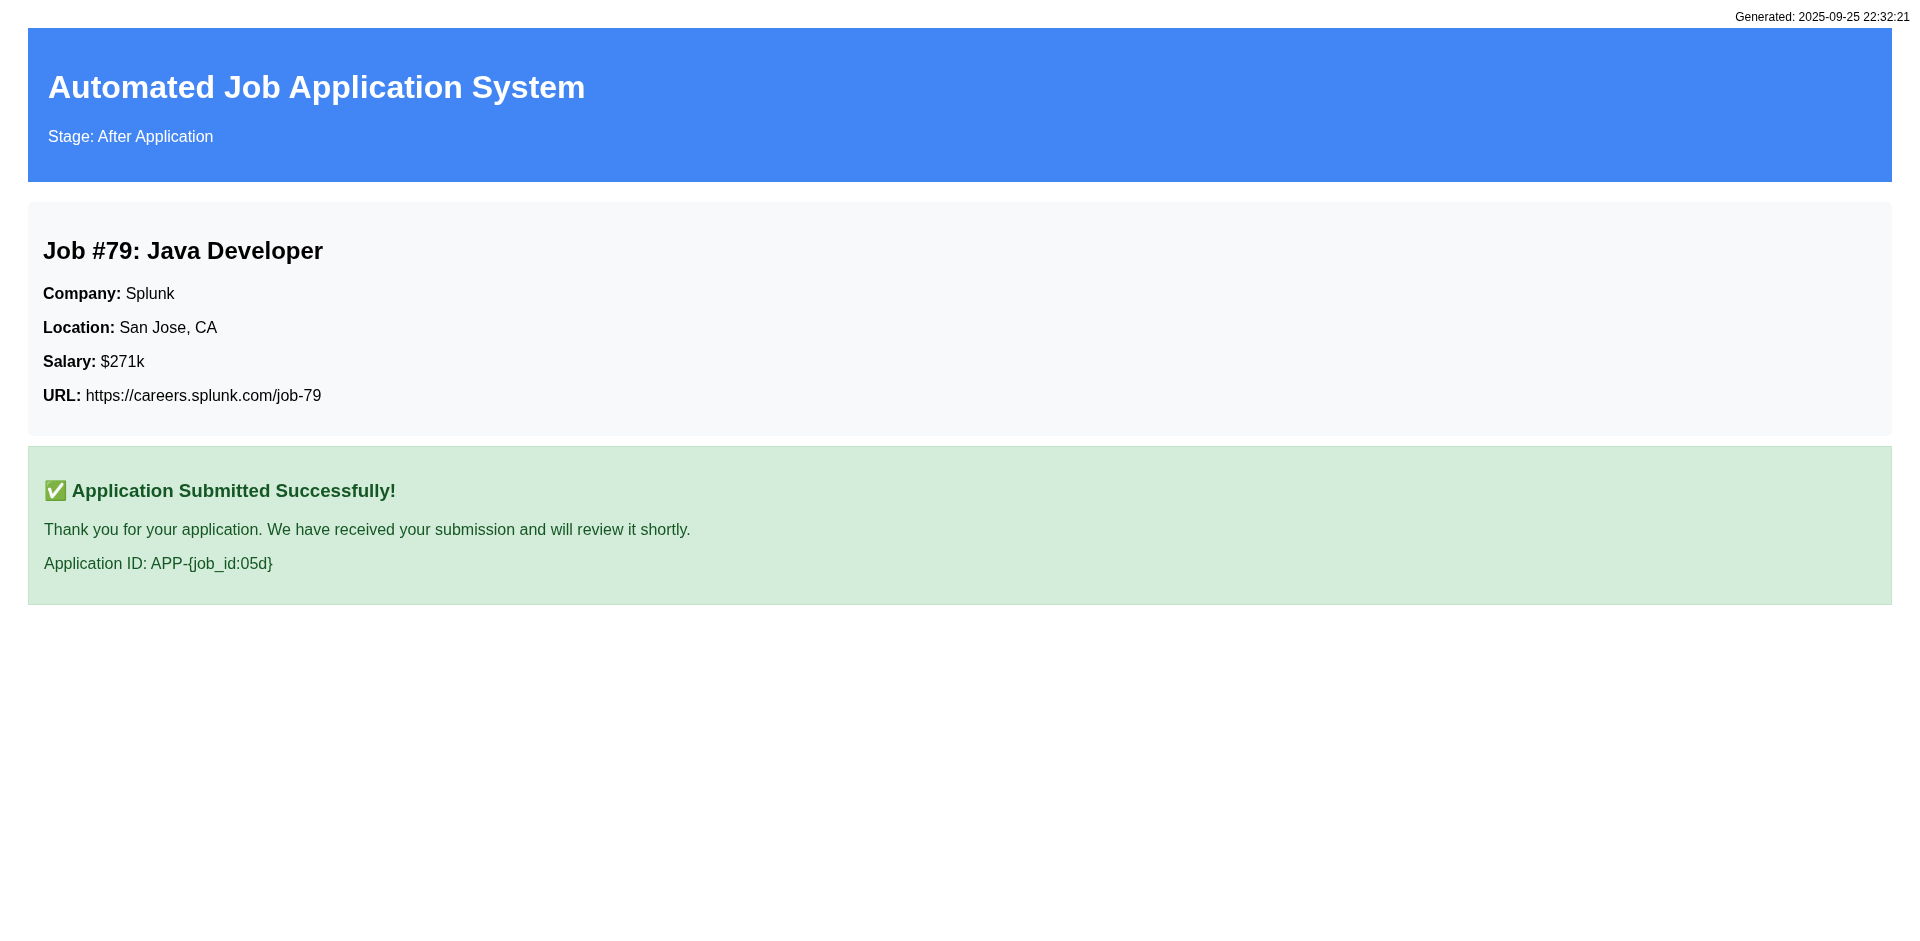 Generated: 2025-09-25 22:32:21
Automated Job Application System
Stage: After Application
Job #79: Java Developer
Company: Splunk
Location: San Jose, CA
Salary: $271k
URL: https://careers.splunk.com/job-79
✅ Application Submitted Successfully!
Thank you for your application. We have received your submission and will review it shortly.
Application ID: APP-{job_id:05d}